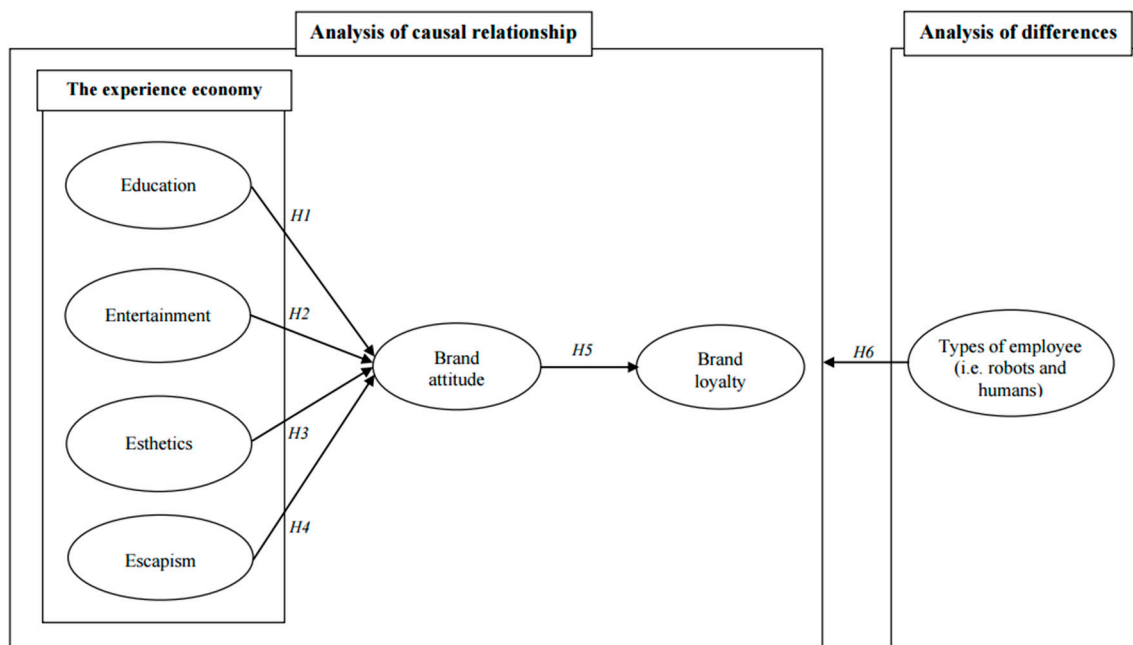 Analysis of causal relationship
Analysis of differences
The experience economy
Education
H1
Entertainment
H2
Esthetics
H3
Escapism
H4
Brand
attitude
H5
Brand
loyalty
H6
Types of employee
(i.e. robots and
humans)